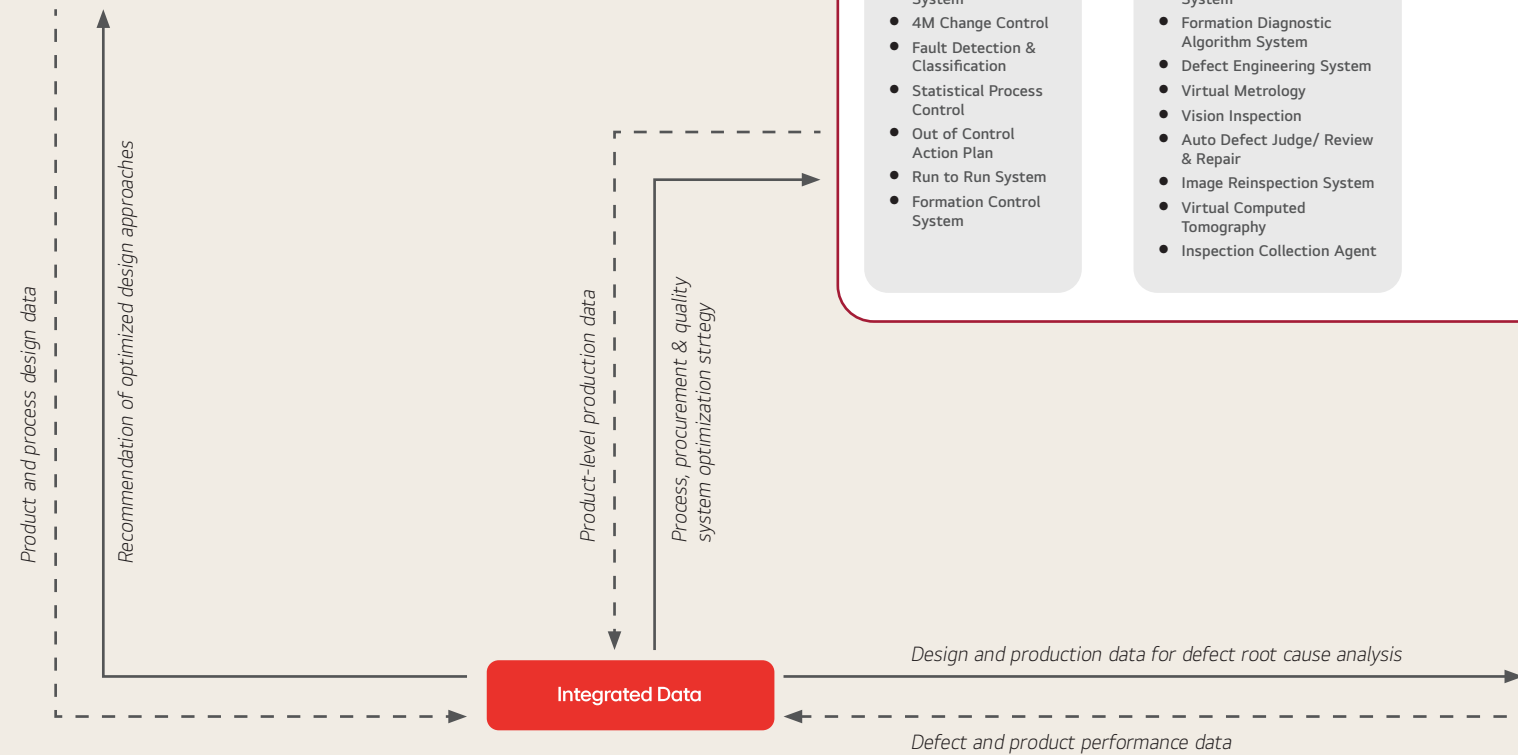 System
4M Change Control
Fault Detection &
Classification
Statistical Process
Control
Out of Control
Action Plan
Run to Run System
Formation Control
System
System
Formation Diagnostic
Algorithm System
Defect Engineering System
Virtual Metrology
Vision Inspection
Auto Defect Judge/ Review
& Repair
Image Reinspection System
Virtual Computed
Tomography
Inspection Collection Agent
Product and process design data
Recommendation of optimized design approaches
Product-level production data
Process, procurement & quality
system optimization strtegy
Integrated Data
Design and production data for defect root cause analysis
Defect and product performance data